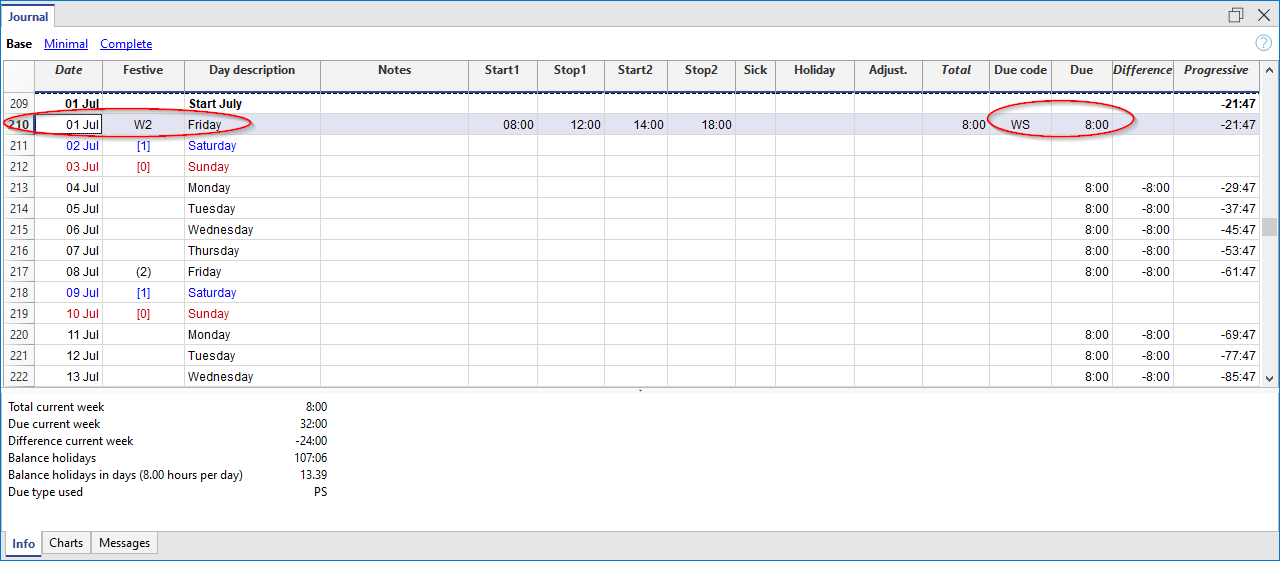 Journal
Base Minimal Complete
Date Festive Day description Notes Start1 Stop1 Start2 Stop2 Sick Holiday Adjust. Total Due code Due Difference Progressive
209 01 Jul Start July -21:47
210 01 Jul W2 Friday 08:00 12:00 14:00 18:00 8:00 WS 8:00 -21:47
211 02 Jul [1] Saturday
212 03 Jul [0] Sunday
213 04 Jul Monday 8:00 -8:00 -29:47
214 05 Jul Tuesday 8:00 -8:00 -37:47
215 06 Jul Wednesday 8:00 -8:00 -45:47
216 07 Jul Thursday 8:00 -8:00 -53:47
217 08 Jul (2) Friday 8:00 -8:00 -61:47
218 09 Jul [1] Saturday
219 10 Jul [0] Sunday
220 11 Jul Monday 8:00 -8:00 -69:47
221 12 Jul Tuesday 8:00 -8:00 -77:47
222 13 Jul Wednesday 8:00 -8:00 -85:47
Total current week 8:00
Due current week 32:00
Difference current week -24:00
Balance holidays 107:06
Balance holidays in days (8.00 hours per day) 13.39
Due type used PS
Info Charts Messages